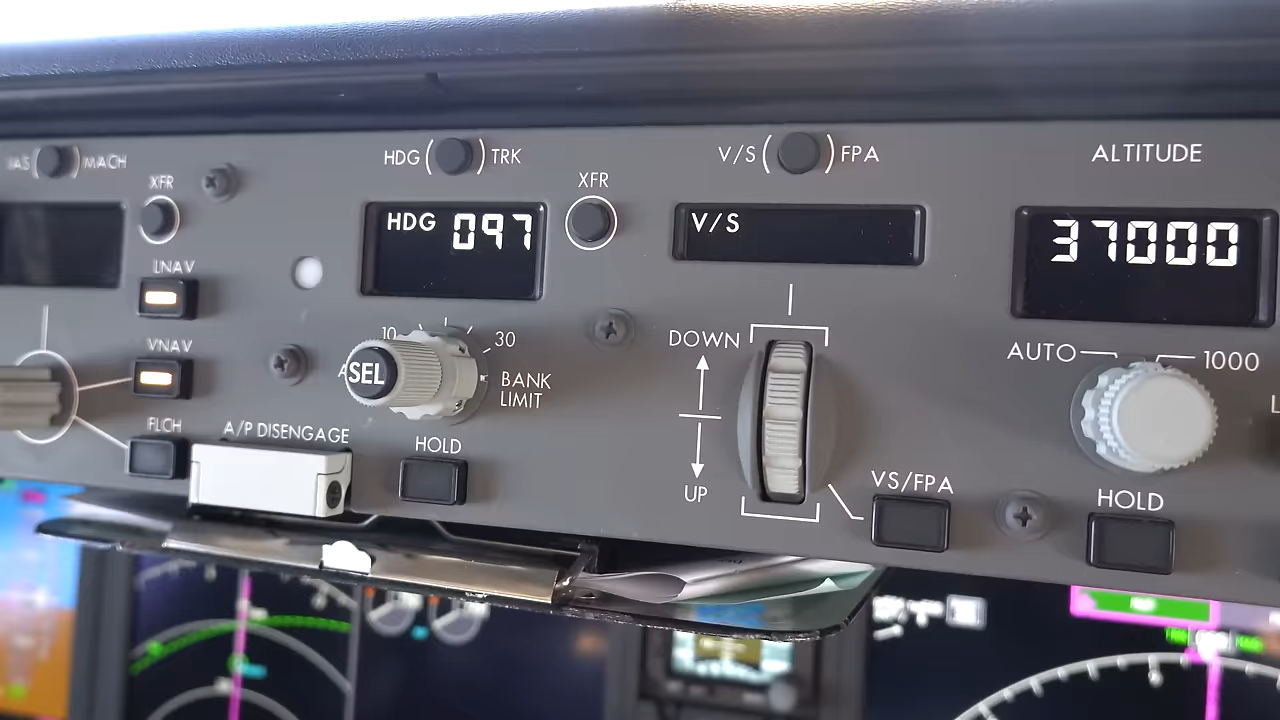 IAS MACH
XFR
LNAV
VNAV
FLCH
A/P DISENGAGE
HDG TRK
HDG 097
XFR
10
30
SEL
BANK
LIMIT
HOLD
V/S FPA
V/S
DOWN
UP
VS/FPA
ALTITUDE
37000
AUTO
1000
HOLD